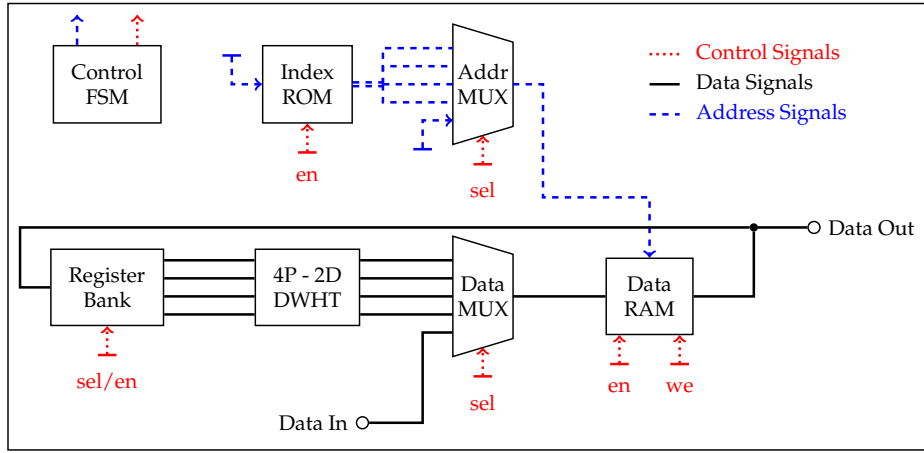 Control
FSM
Index
ROM
en
Addr
MUX
sel
Control Signals
Data Signals
Address Signals
Data Out
Register
Bank
sel/en
4P - 2D
DWHT
Data
MUX
sel
Data
RAM
en
we
Data In